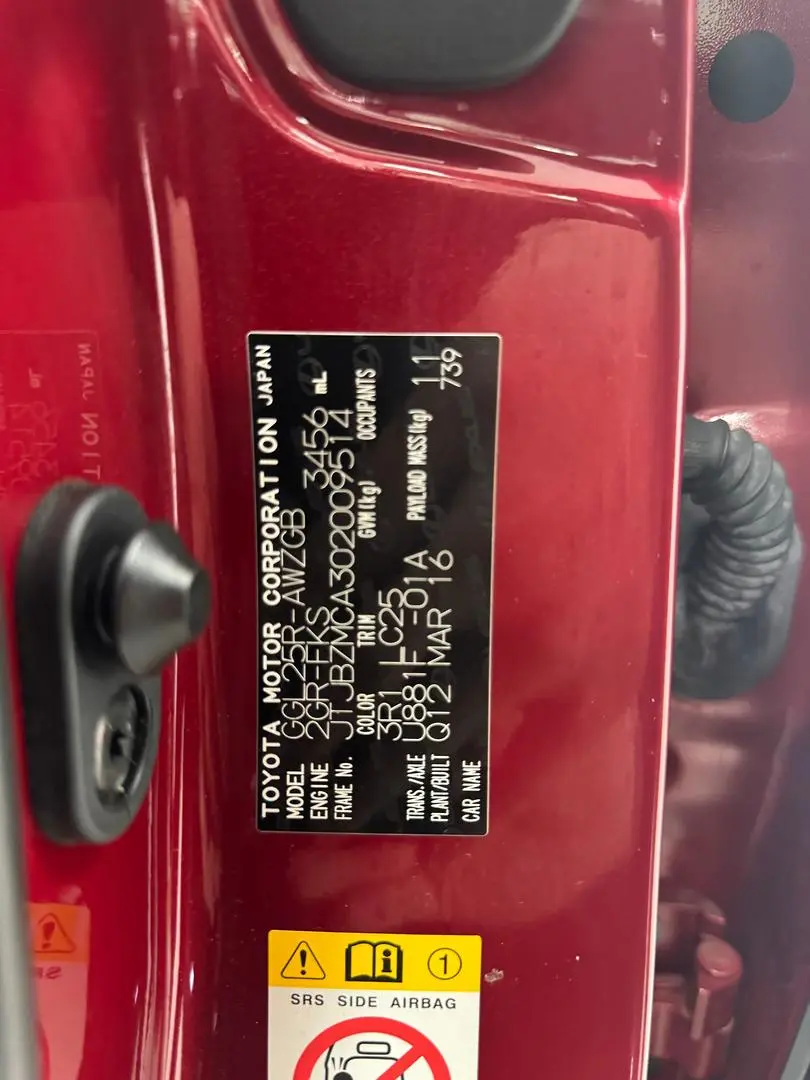 TOYOTA MOTOR CORPORATION JAPAN
MODEL GGL25R-AWZGB
ENGINE 2GR-FKS 3456 mL
FRAME No. JTJBZMCA302009514
COLOR TRIM GVM(kg) OCCUPANTS
3R1 LC25
TRANS./AXLE U881F -01A PAYLOAD MASS(kg) 11
PLANT/BUILT Q12 MAR 16 739
CAR NAME
1
SRS SIDE AIRBAG